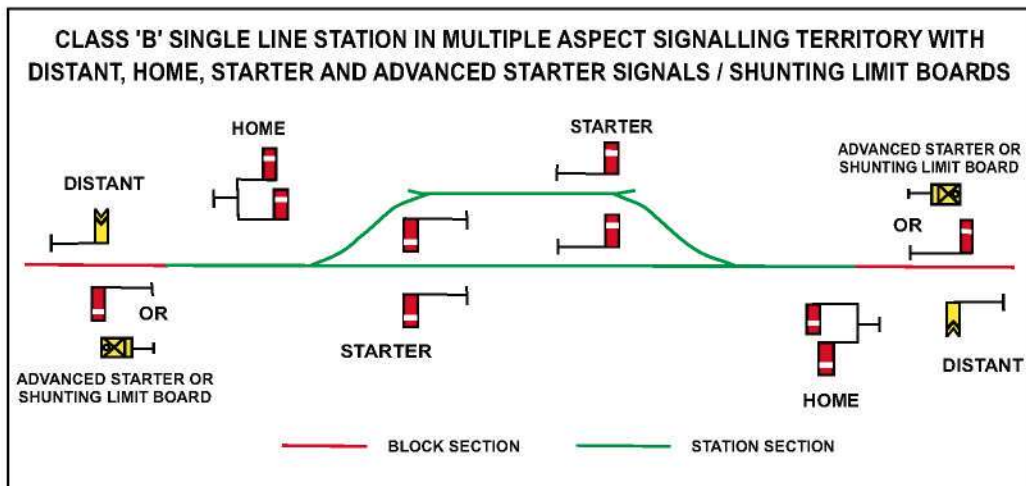 CLASS 'B' SINGLE LINE STATION IN MULTIPLE ASPECT SIGNALLING TERRITORY WITH
DISTANT, HOME, STARTER AND ADVANCED STARTER SIGNALS / SHUNTING LIMIT BOARDS
HOME
STARTER
ADVANCED STARTER OR
SHUNTING LIMIT BOARD
DISTANT
OR
OR
STARTER
ADVANCED STARTER OR
SHUNTING LIMIT BOARD
HOME
DISTANT
BLOCK SECTION
STATION SECTION